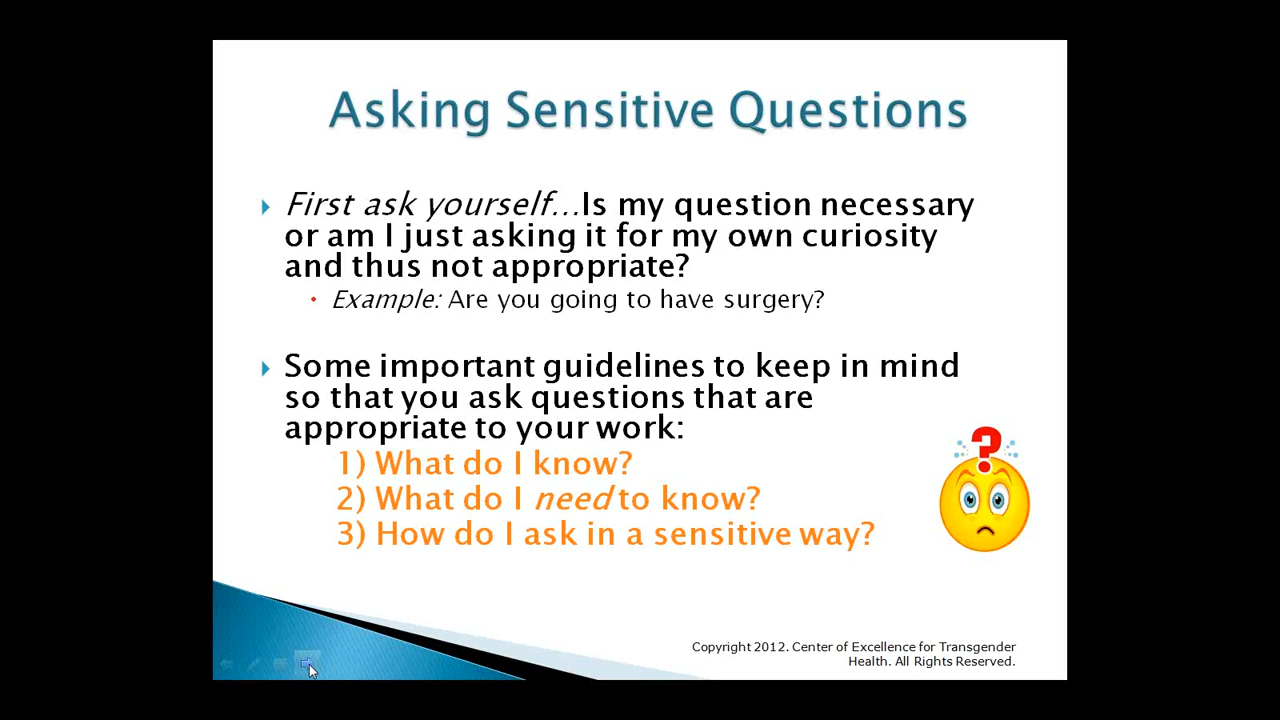 Asking Sensitive Questions
First ask yourself…Is my question necessary
or am I just asking it for my own curiosity
and thus not appropriate?
Example: Are you going to have surgery?
Some important guidelines to keep in mind
so that you ask questions that are
appropriate to your work:
1) What do I know?
2) What do I need to know?
3) How do I ask in a sensitive way?
?
Copyright 2012. Center of Excellence for Transgender
Health. All Rights Reserved.